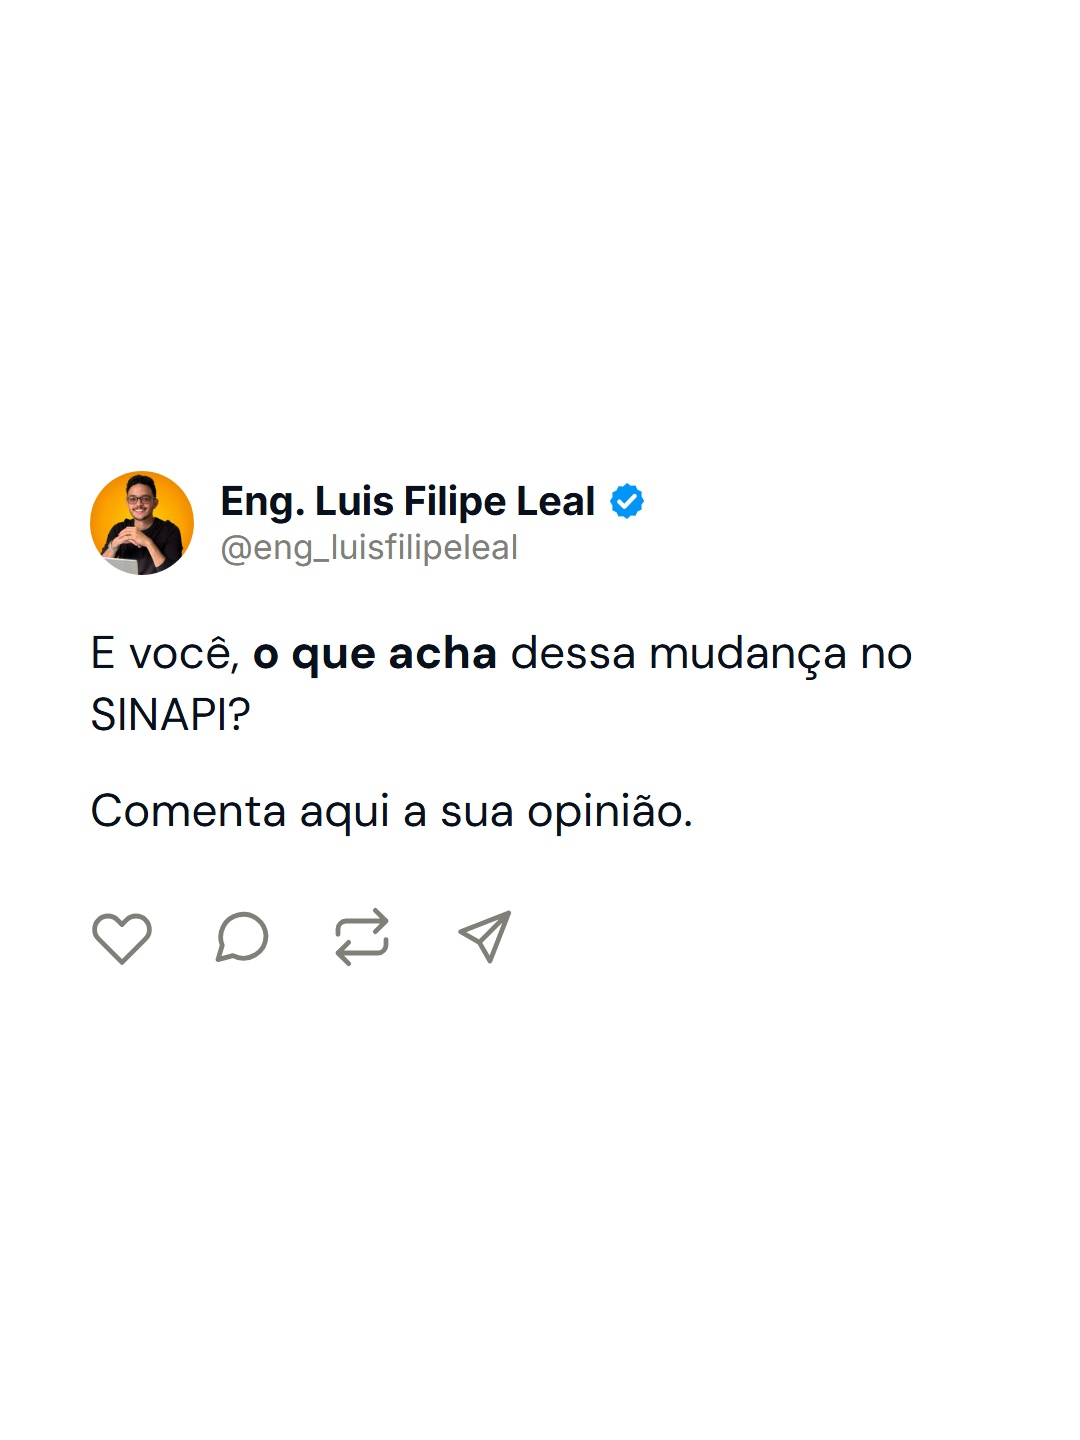 Eng. Luis Filipe Leal
@eng_luisfilipeleal
E você, o que acha dessa mudança no
SINAPI?
Comenta aqui a sua opinião.